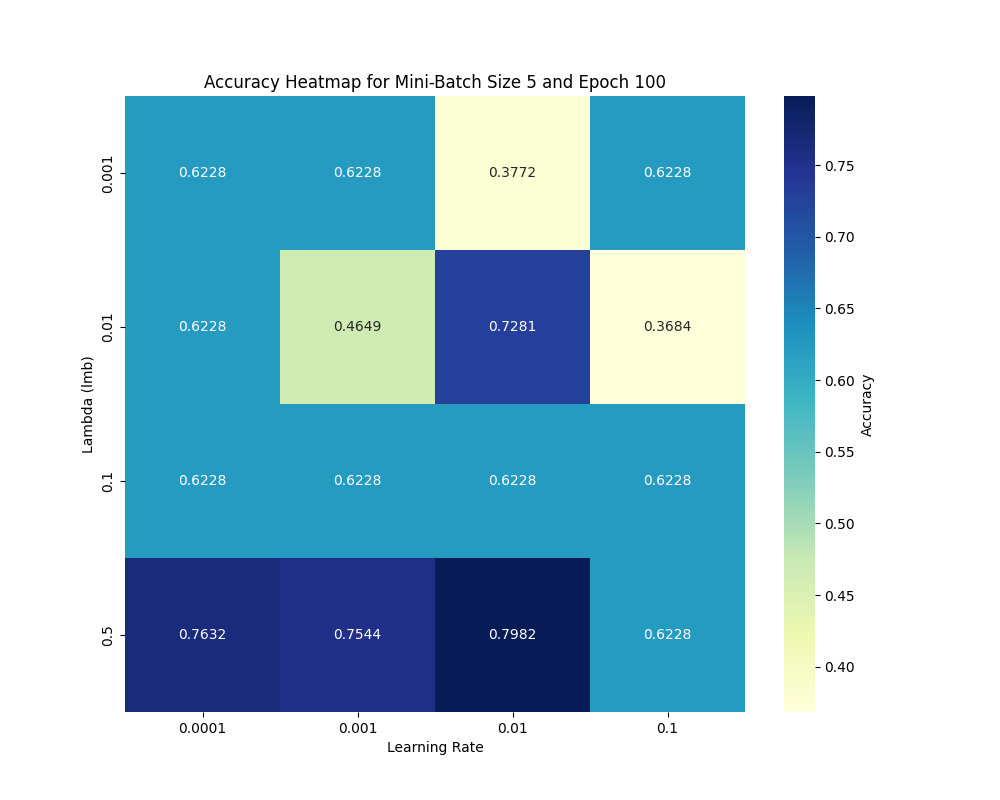 Accuracy Heatmap for Mini-Batch Size 5 and Epoch 100
Lambda (lmb)
0.001
0.6228 0.6228 0.3772 0.6228
0.01
0.6228 0.4649 0.7281 0.3684
0.1
0.6228 0.6228 0.6228 0.6228
0.5
0.7632 0.7544 0.7982 0.6228
0.0001 0.001 0.01 0.1
Learning Rate
0.75
0.70
0.65
0.60
0.55
0.50
0.45
0.40
Accuracy